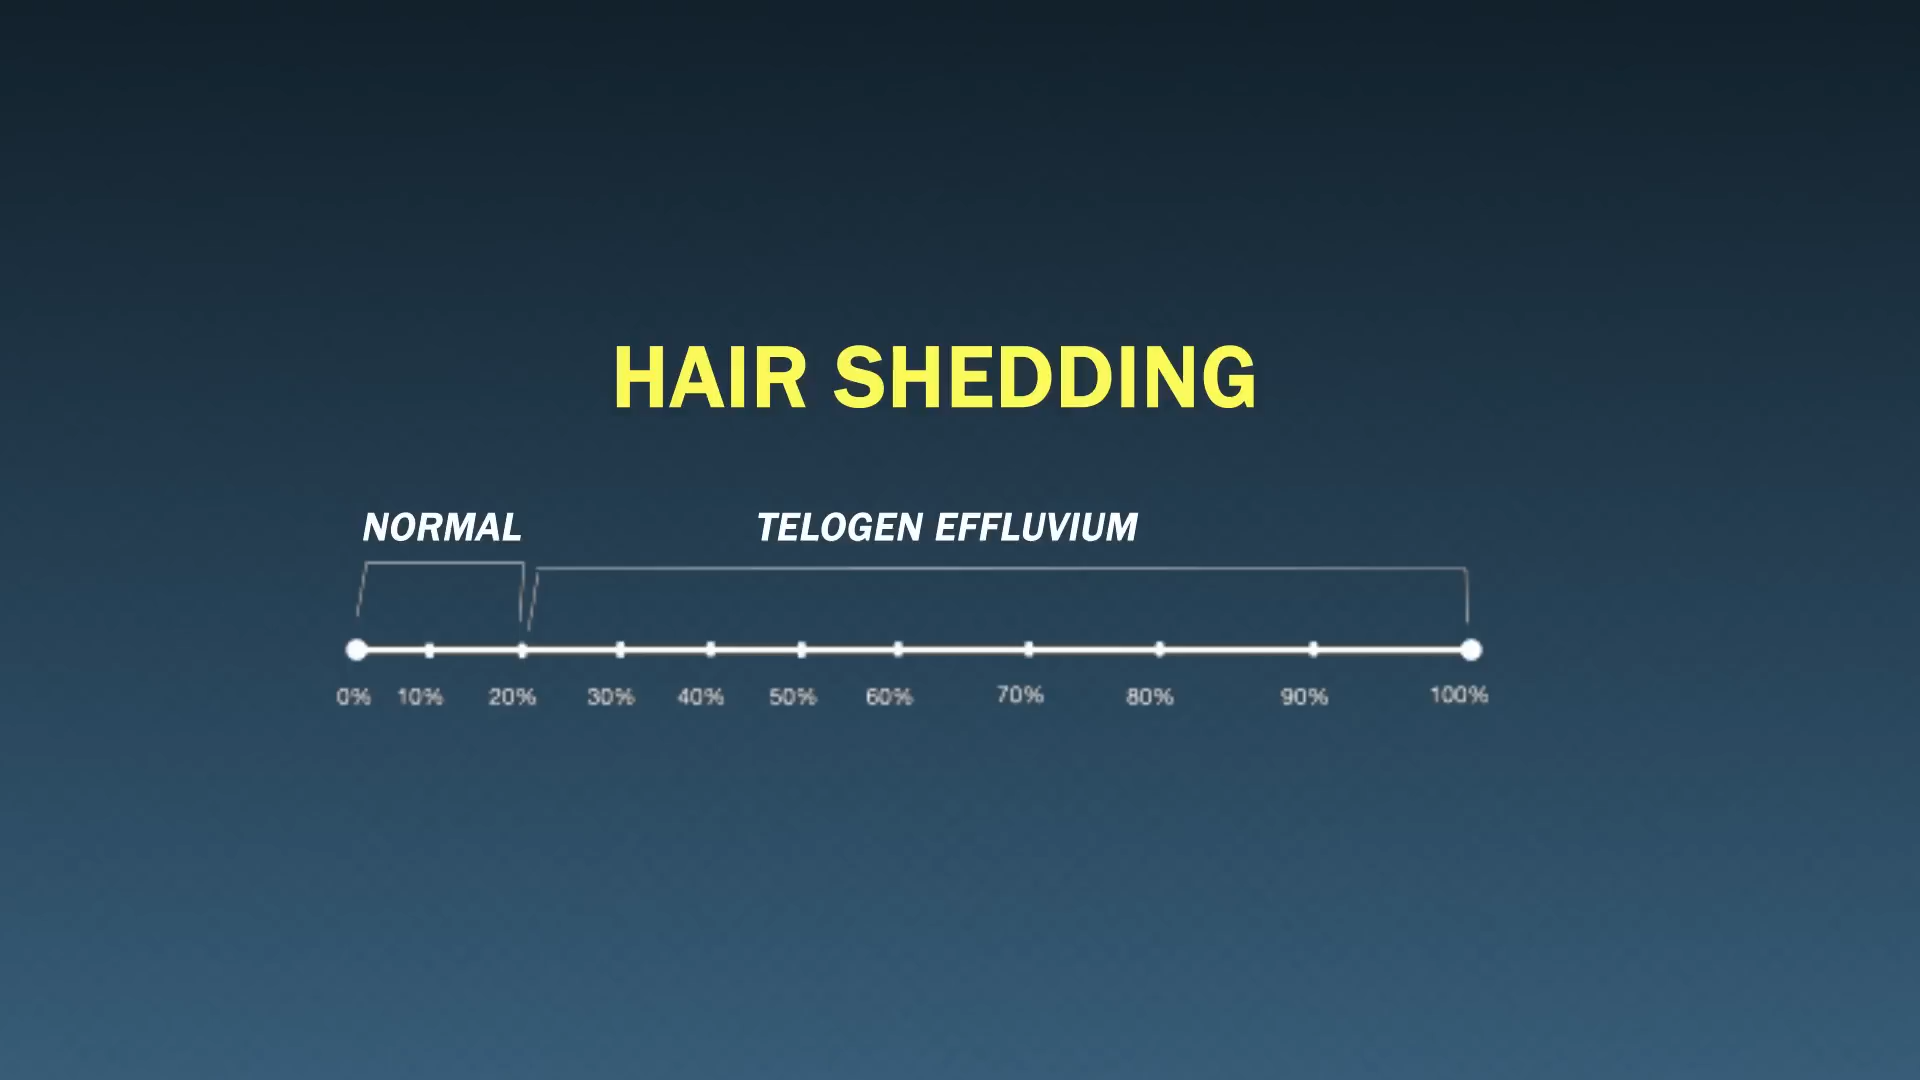 HAIR SHEDDING
NORMAL TELOGEN EFFLUVIUM
0% 10% 20% 30% 40% 50% 60% 70% 80% 90% 100%